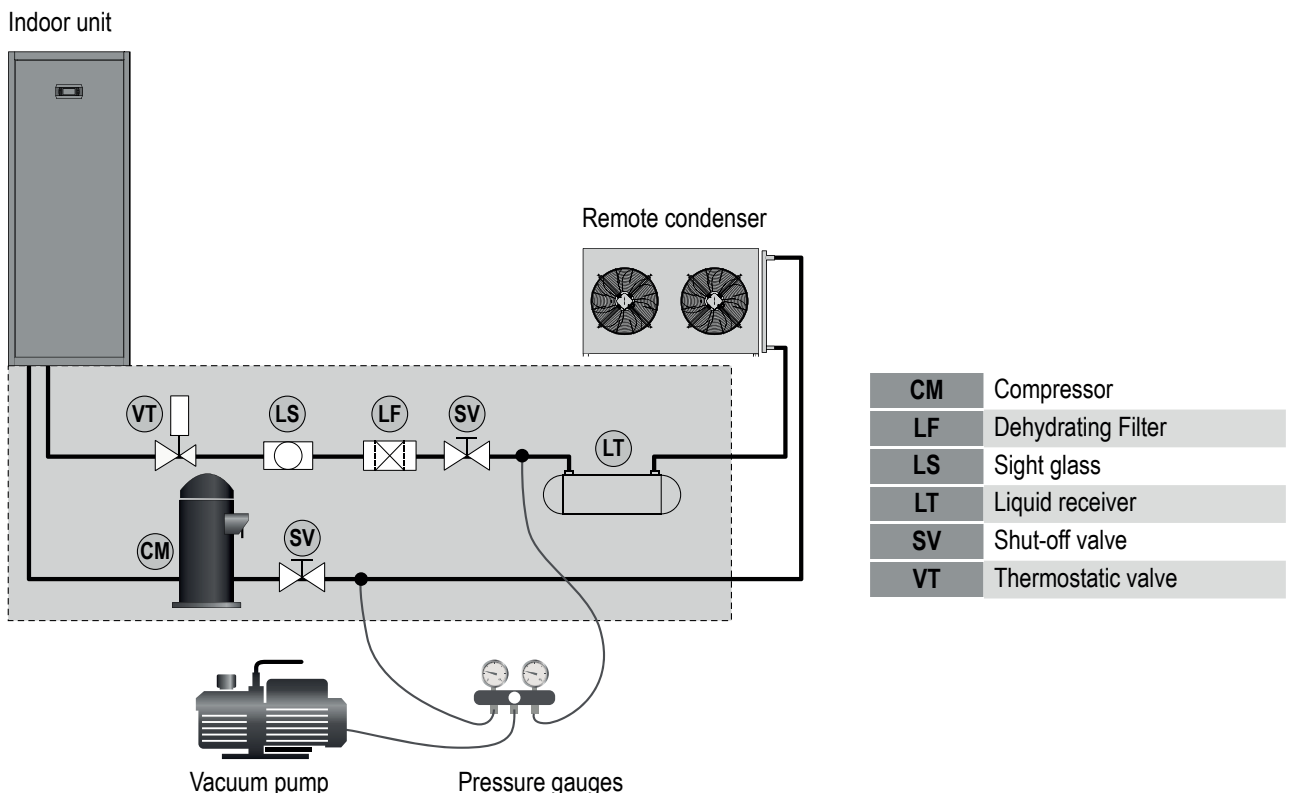 Indoor unit
Remote condenser
VT
LS
LF
SV
LT
CM
SV
CM Compressor
LF Dehydrating Filter
LS Sight glass
LT Liquid receiver
SV Shut-off valve
VT Thermostatic valve
Vacuum pump
Pressure gauges